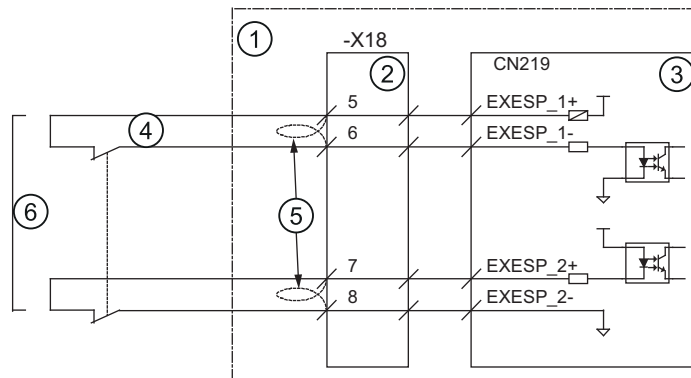 1
-X18
2
CN219
3
5
EXESP_1+
4
6
EXESP_1-
6
5
7
EXESP_2+
8
EXESP_2-